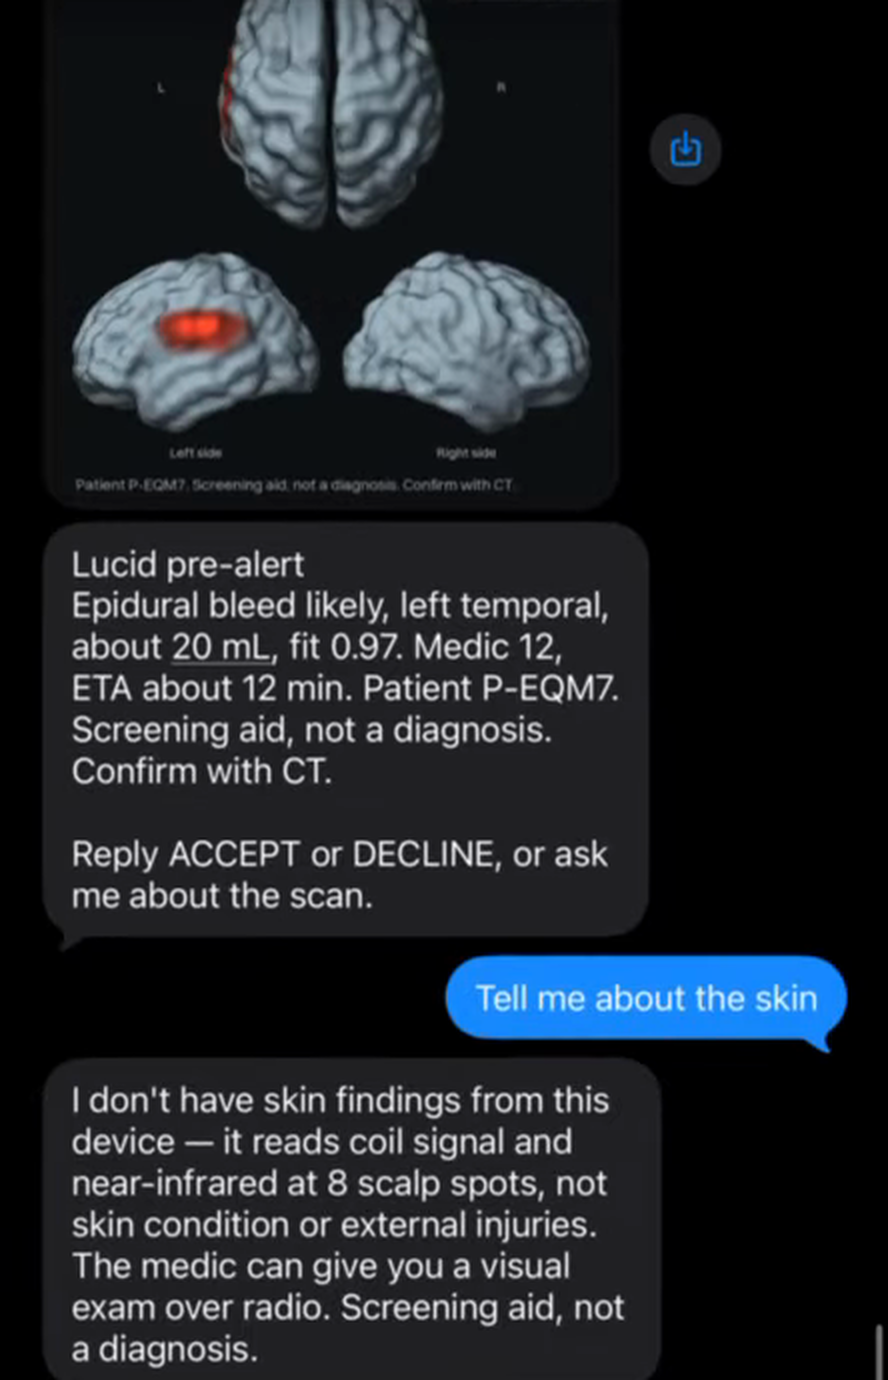 L R
Left side Right side
Patient P-EQM7. Screening aid, not a diagnosis. Confirm with CT.
Lucid pre-alert
Epidural bleed likely, left temporal,
about 20 mL, fit 0.97. Medic 12,
ETA about 12 min. Patient P-EQM7.
Screening aid, not a diagnosis.
Confirm with CT.
Reply ACCEPT or DECLINE, or ask
me about the scan.
Tell me about the skin
I don't have skin findings from this
device — it reads coil signal and
near-infrared at 8 scalp spots, not
skin condition or external injuries.
The medic can give you a visual
exam over radio. Screening aid, not
a diagnosis.